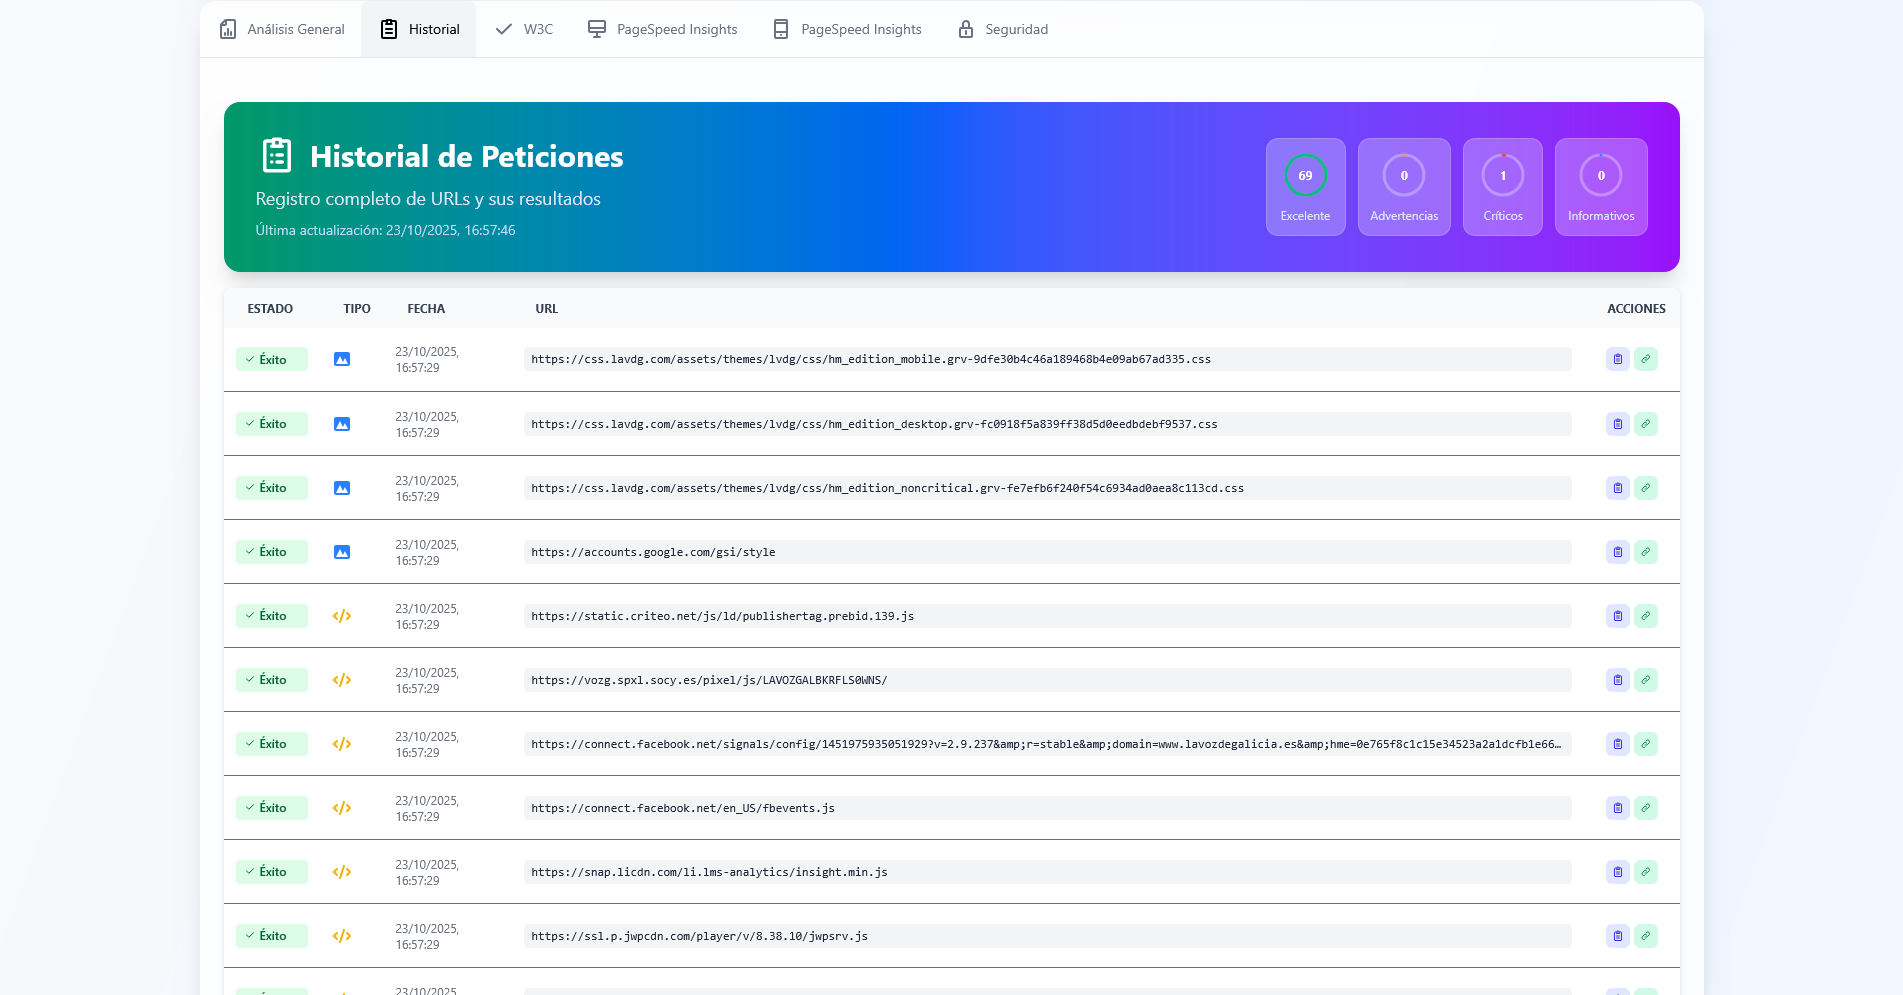 Análisis General
Historial
W3C
PageSpeed Insights
PageSpeed Insights
Seguridad
Historial de Peticiones
Registro completo de URLs y sus resultados
Última actualización: 23/10/2025, 16:57:46
69
Excelente
0
Advertencias
1
Críticos
0
Informativos
ESTADO TIPO FECHA URL ACCIONES
Éxito 23/10/2025, 16:57:29 https://css.lavdg.com/assets/themes/lvdg/css/hm_edition_mobile.grv-9dfe30b4c46a189468b4e09ab67ad335.css
Éxito 23/10/2025, 16:57:29 https://css.lavdg.com/assets/themes/lvdg/css/hm_edition_desktop.grv-fc0918f5a839ff38d5d0eedbdebf9537.css
Éxito 23/10/2025, 16:57:29 https://css.lavdg.com/assets/themes/lvdg/css/hm_edition_noncritical.grv-fe7efb6f240f54c6934ad0aea8c113cd.css
Éxito 23/10/2025, 16:57:29 https://accounts.google.com/gsi/style
Éxito 23/10/2025, 16:57:29 https://static.criteo.net/js/ld/publishertag.prebid.139.js
Éxito 23/10/2025, 16:57:29 https://vozg.spxl.socy.es/pixel/js/LAVOZGALBKRFLS0WNS/
Éxito 23/10/2025, 16:57:29 https://connect.facebook.net/signals/config/1451975935051929?v=2.9.237&amp;r=stable&amp;domain=www.lavozdegalicia.es&amp;hme=0e765f8c1c15e34523a2a1dcfb1e66…
Éxito 23/10/2025, 16:57:29 https://connect.facebook.net/en_US/fbevents.js
Éxito 23/10/2025, 16:57:29 https://snap.licdn.com/li.lms-analytics/insight.min.js
Éxito 23/10/2025, 16:57:29 https://ssl.p.jwpcdn.com/player/v/8.38.10/jwpsrv.js
23/10/2025,